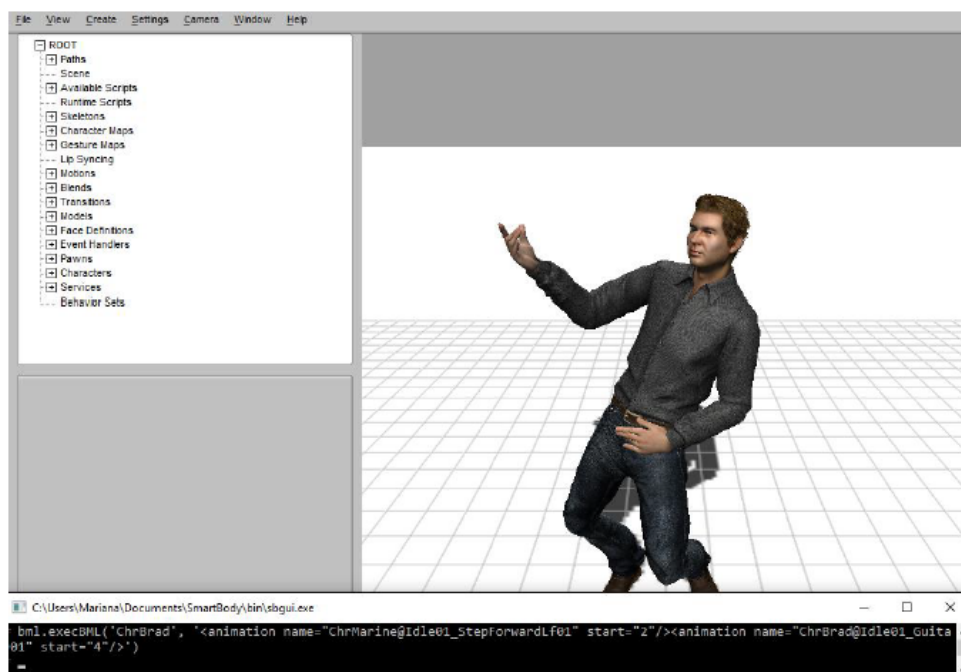 File View Create Settings Camera Window Help
ROOT
Paths
Scene
Available Scripts
Runtime Scripts
Skeletons
Character Maps
Gesture Maps
Lip Syncing
Motions
Blends
Transitions
Models
Face Definitions
Event Handlers
Pawns
Characters
Services
Behavior Sets
C:\Users\Mariana\Documents\SmartBody\bin\sbgui.exe
bml.execBML('ChrBrad', '<animation name="ChrMarine@Idle01_StepForwardLf01" start="2"/><animation name="ChrBrad@Idle01_Guita
01" start="4"/>')